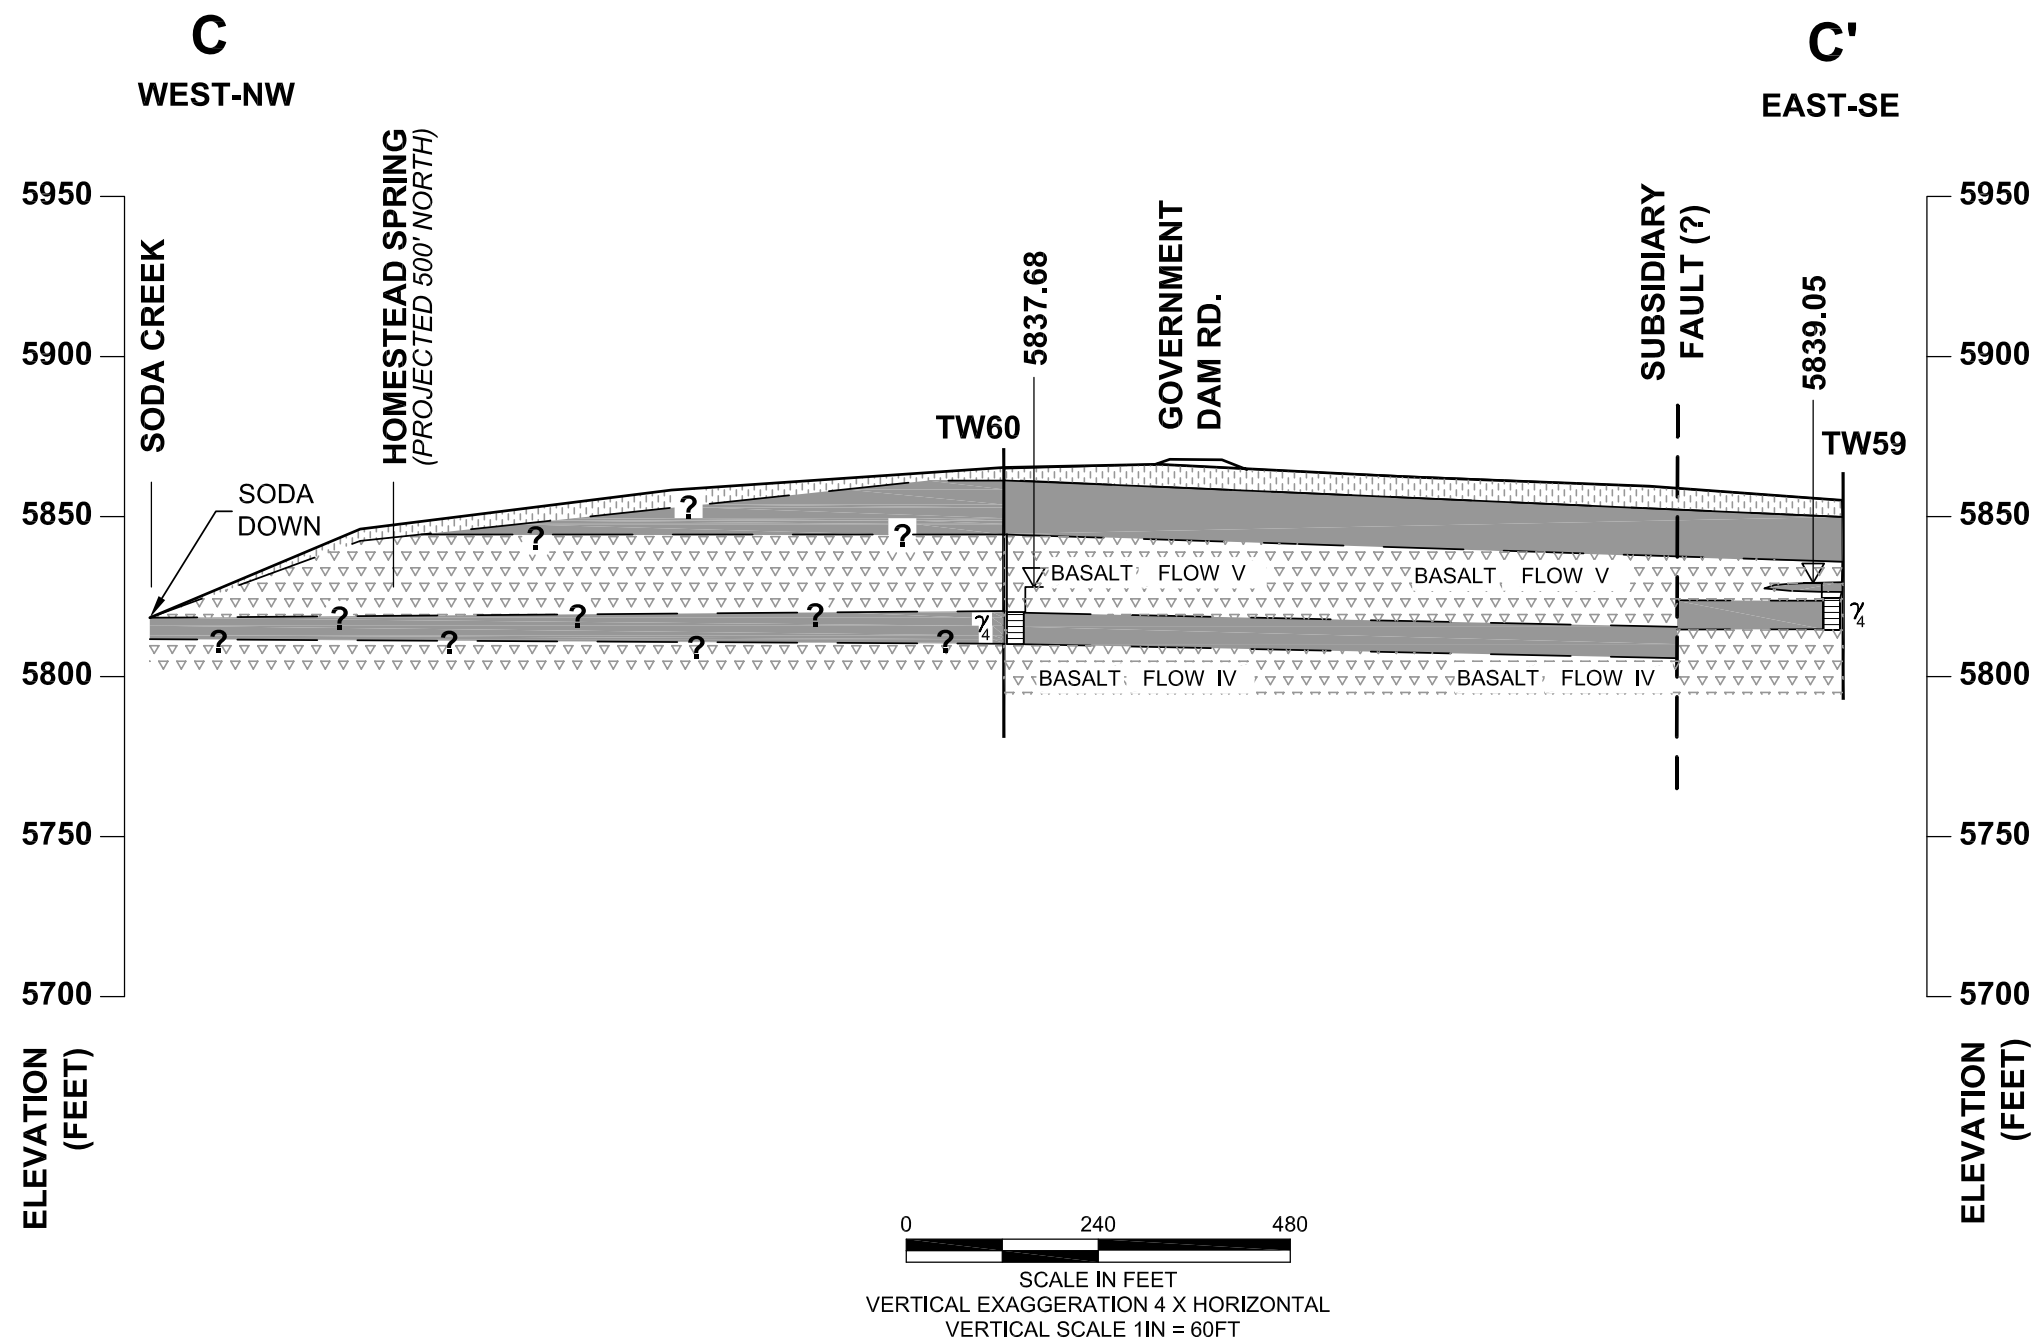 C
WEST-NW
C'
EAST-SE
5950
5900
5850
5800
5750
5700
ELEVATION
(FEET)
SODA CREEK
SODA
DOWN
HOMESTEAD SPRING
(PROJECTED 500' NORTH)
TW60
5837.68
GOVERNMENT
DAM RD.
SUBSIDIARY
FAULT (?)
5839.05
TW59
?
?
?
?
?
?
?
?
?
?
BASALT FLOW V
BASALT FLOW V
γ4
γ4
BASALT FLOW IV
BASALT FLOW IV
5950
5900
5850
5800
5750
5700
ELEVATION
(FEET)
0 240 480
SCALE IN FEET
VERTICAL EXAGGERATION 4 X HORIZONTAL
VERTICAL SCALE 1IN = 60FT